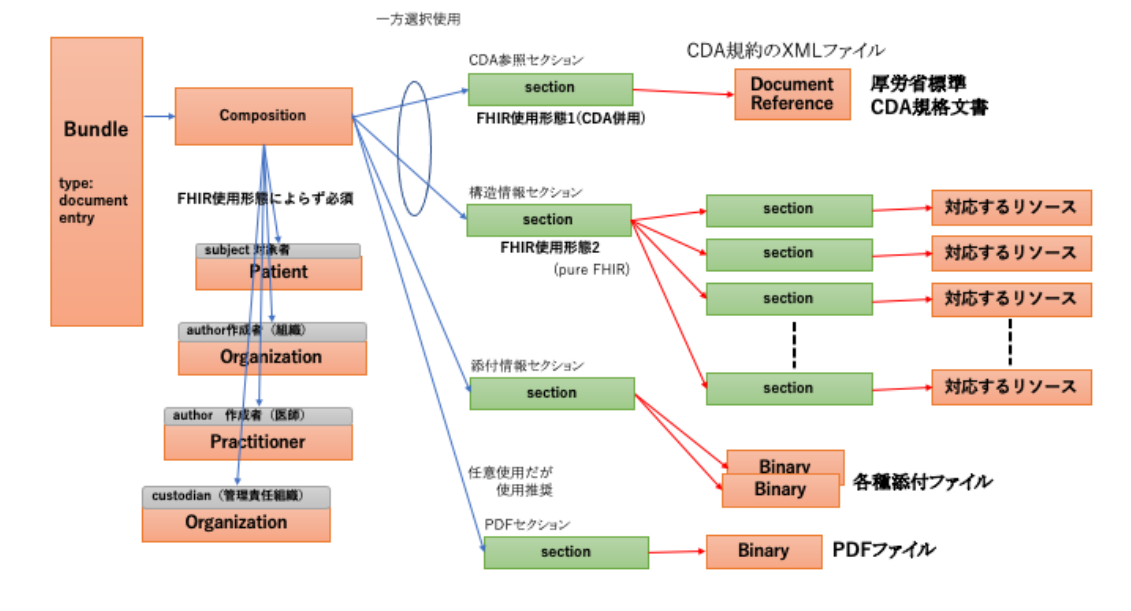 一方選択使用
Bundle
type:
document
entry
Composition
FHIR使用形態によらず必須
subject 対象者
Patient
author作成者（組織）
Organization
author　作成者（医師）
Practitioner
custodian（管理責任組織）
Organization
CDA参照セクション
section
FHIR使用形態1(CDA併用)
CDA規約のXMLファイル
Document
Reference
厚労省標準
CDA規格文書
構造情報セクション
section
FHIR使用形態2
(pure FHIR)
section
対応するリソース
section
対応するリソース
section
対応するリソース
section
対応するリソース
添付情報セクション
section
Binary
Binary
各種添付ファイル
任意使用だが
使用推奨
PDFセクション
section
Binary
PDFファイル